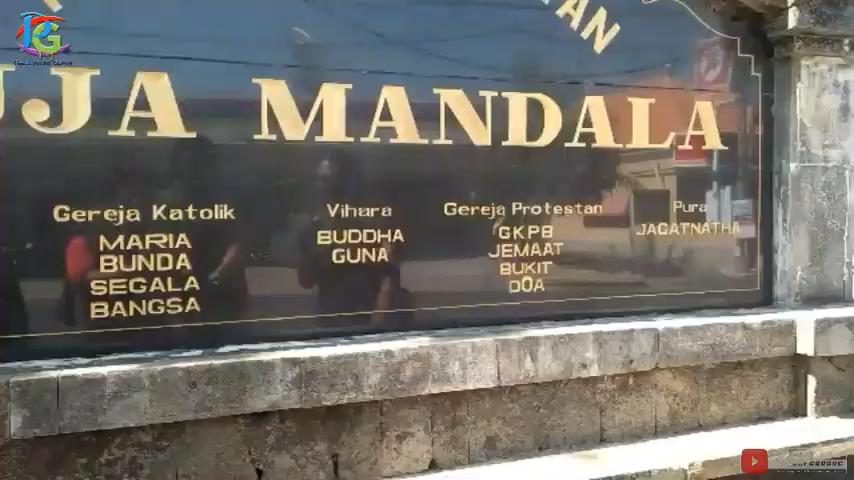 AN
UJA MANDALA
Gereja Katolik
MARIA
BUNDA
SEGALA
BANGSA
Vihara
BUDDHA
GUNA
Gereja Protestan
GKPB
JEMAAT
BUKIT
DOA
Pura
JAGATNATHA